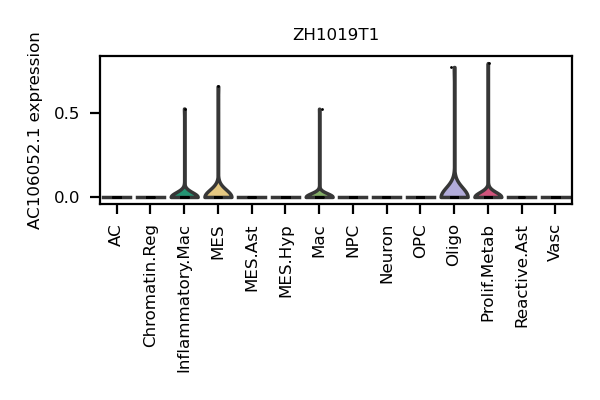 ZH1019T1
AC106052.1 expression
0.5
0.0
AC
Chromatin.Reg
Inflammatory.Mac
MES
MES.Ast
MES.Hyp
Mac
NPC
Neuron
OPC
Oligo
Prolif.Metab
Reactive.Ast
Vasc